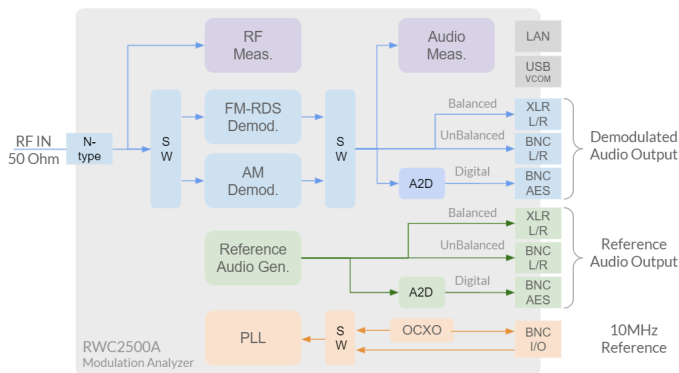 RF
Meas.
Audio
Meas.
LAN
USB
VCOM
RF IN
50 Ohm
N-
type
S
W
FM-RDS
Demod.
AM
Demod.
S
W
Balanced
XLR
L/R
UnBalanced
BNC
L/R
A2D
Digital
BNC
AES
Demodulated
Audio Output
Reference
Audio Gen.
Balanced
XLR
L/R
UnBalanced
BNC
L/R
A2D
Digital
BNC
AES
Reference
Audio Output
PLL
S
W
OCXO
BNC
I/O
10MHz
Reference
RWC2500A
Modulation Analyzer